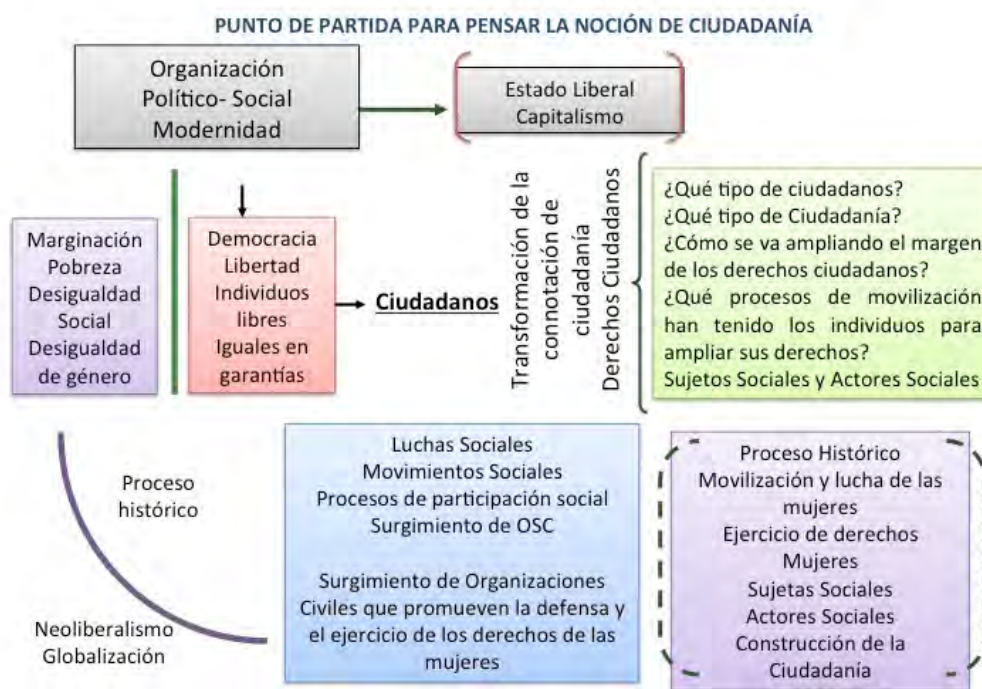 PUNTO DE PARTIDA PARA PENSAR LA NOCIÓN DE CIUDADANÍA
Organización
Político- Social
Modernidad
Estado Liberal
Capitalismo
Marginación
Pobreza
Desigualdad
Social
Desigualdad
de género
Democracia
Libertad
Individuos
libres
Iguales en
garantías
Ciudadanos
Transformación de la
connotación de
ciudadanía
Derechos Ciudadanos
¿Qué tipo de ciudadanos?
¿Qué tipo de Ciudadanía?
¿Cómo se va ampliando el margen
de los derechos ciudadanos?
¿Qué procesos de movilización
han tenido los individuos para
ampliar sus derechos?
Sujetos Sociales y Actores Sociales
Proceso
histórico
Neoliberalismo
Globalización
Luchas Sociales
Movimientos Sociales
Procesos de participación social
Surgimiento de OSC
Surgimiento de Organizaciones
Civiles que promueven la defensa y
el ejercicio de los derechos de las
mujeres
Proceso Histórico
Movilización y lucha de las
mujeres
Ejercicio de derechos
Mujeres
Sujetas Sociales
Actores Sociales
Construcción de la
Ciudadanía